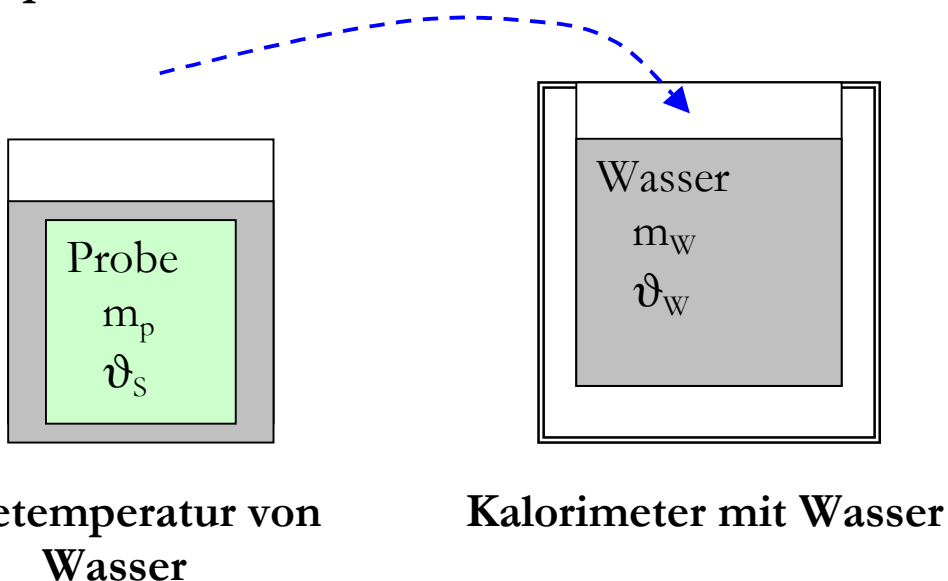 Probe
m_p
ϑ_S
Wasser
m_W
ϑ_W
etemperatur von
Wasser
Kalorimeter mit Wasser